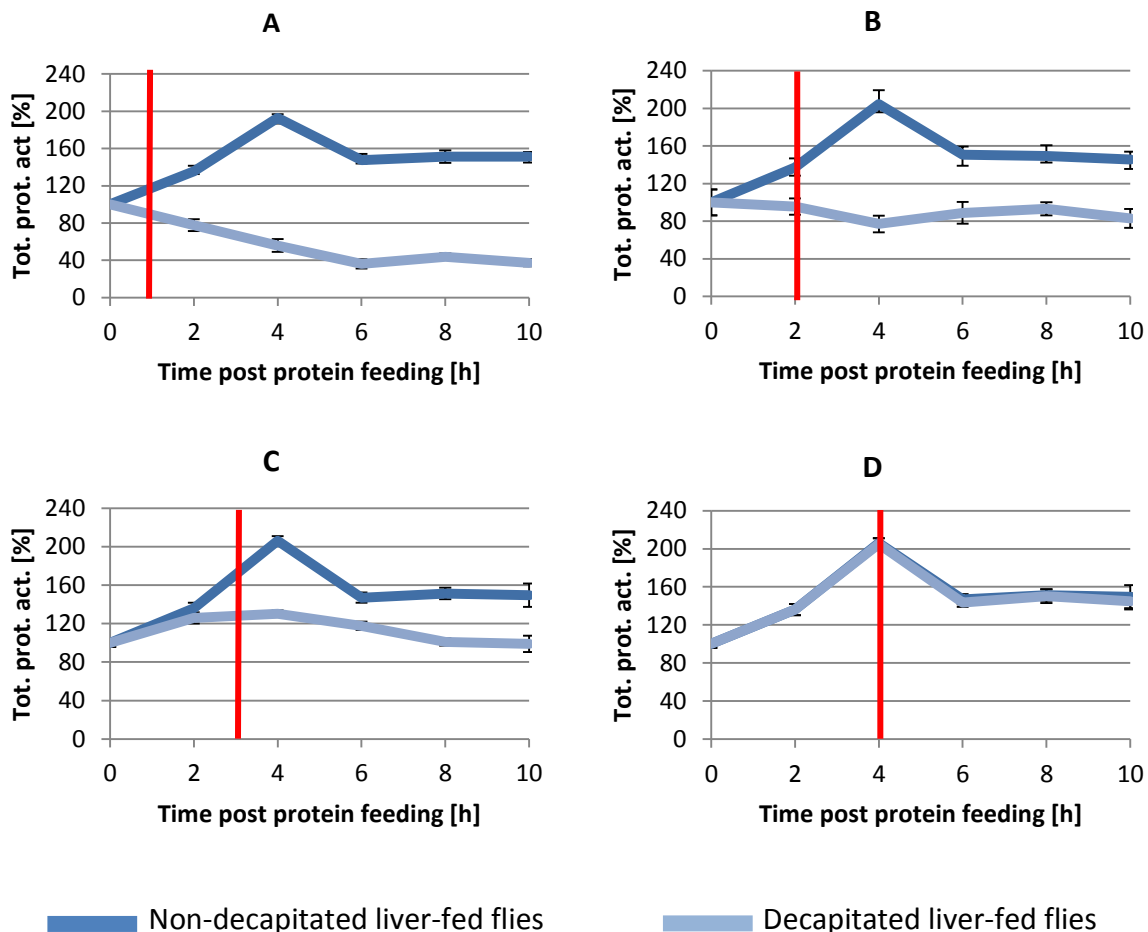 A
Tot. prot. act [%]
240
200
160
120
80
40
0
0 2 4 6 8 10
Time post protein feeding [h]
B
Tot. prot. act. [%]
240
200
160
120
80
40
0
0 2 4 6 8 10
Time post protein feeding [h]
C
Tot. prot. act. [%]
240
200
160
120
80
40
0
0 2 4 6 8 10
Time post protein feeding [h]
D
Tot. prot. act. [%]
240
200
160
120
80
40
0
0 2 4 6 8 10
Time post protein feeding [h]
Non-decapitated liver-fed flies
Decapitated liver-fed flies